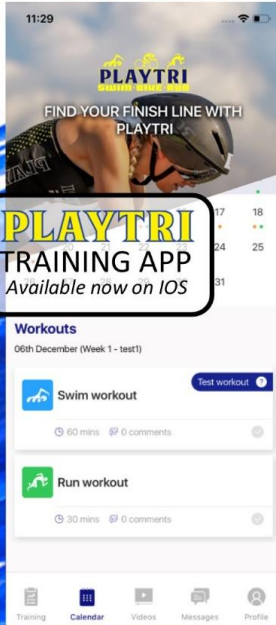 11:29
PLAYTRI
SWIM-BIKE-RUN
FIND YOUR FINISH LINE WITH
PLAYTRI
17 18
PLAYTRI
24 25
TRAINING APP
Available now on IOS
31
Workouts
06th December (Week 1 - test1)
Test workout ?
Swim workout
60 mins 0 comments
Run workout
30 mins 0 comments
Training Calendar Videos Messages Profile